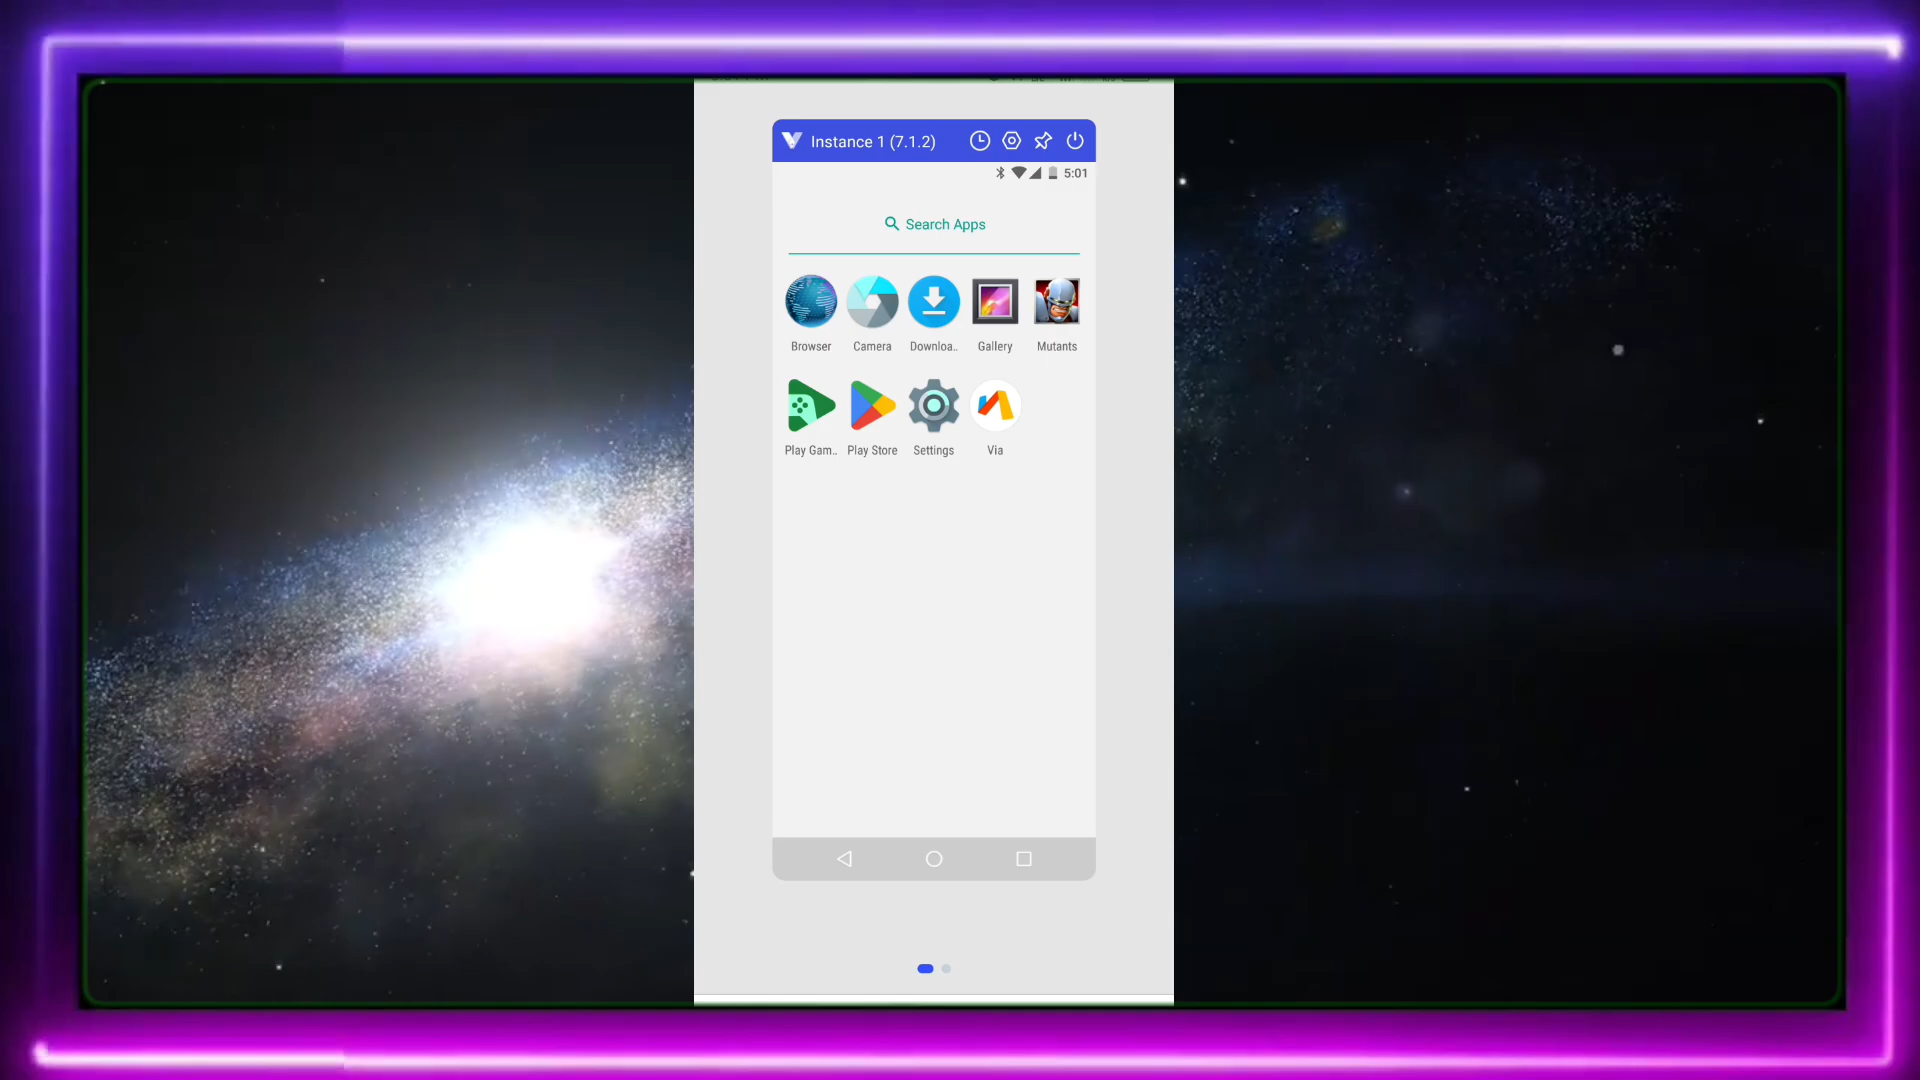 Instance 1 (7.1.2)
5:01
Search Apps
Browser
Camera
Downloa..
Gallery
Mutants
Play Gam..
Play Store
Settings
Via